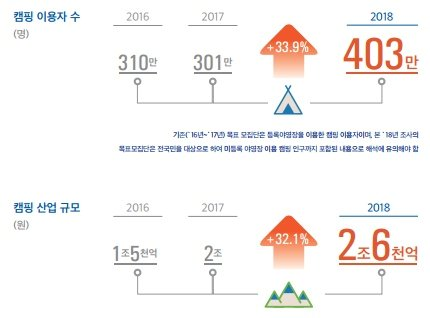 캠핑 이용자 수
(명)
2016 2017 2018
310만 301만 +33.9% 403만
기존('16년~'17년) 목표 모집단은 등록야영장을 이용한 캠핑 이용자이며, 본 '18년 조사의
목표모집단은 전국민을 대상으로 하여 미등록 야영장 이용 캠핑 인구까지 포함된 내용으로 해석에 유의해야 함
캠핑 산업 규모
(원)
2016 2017 2018
1조5천억 2조 +32.1% 2조6천억